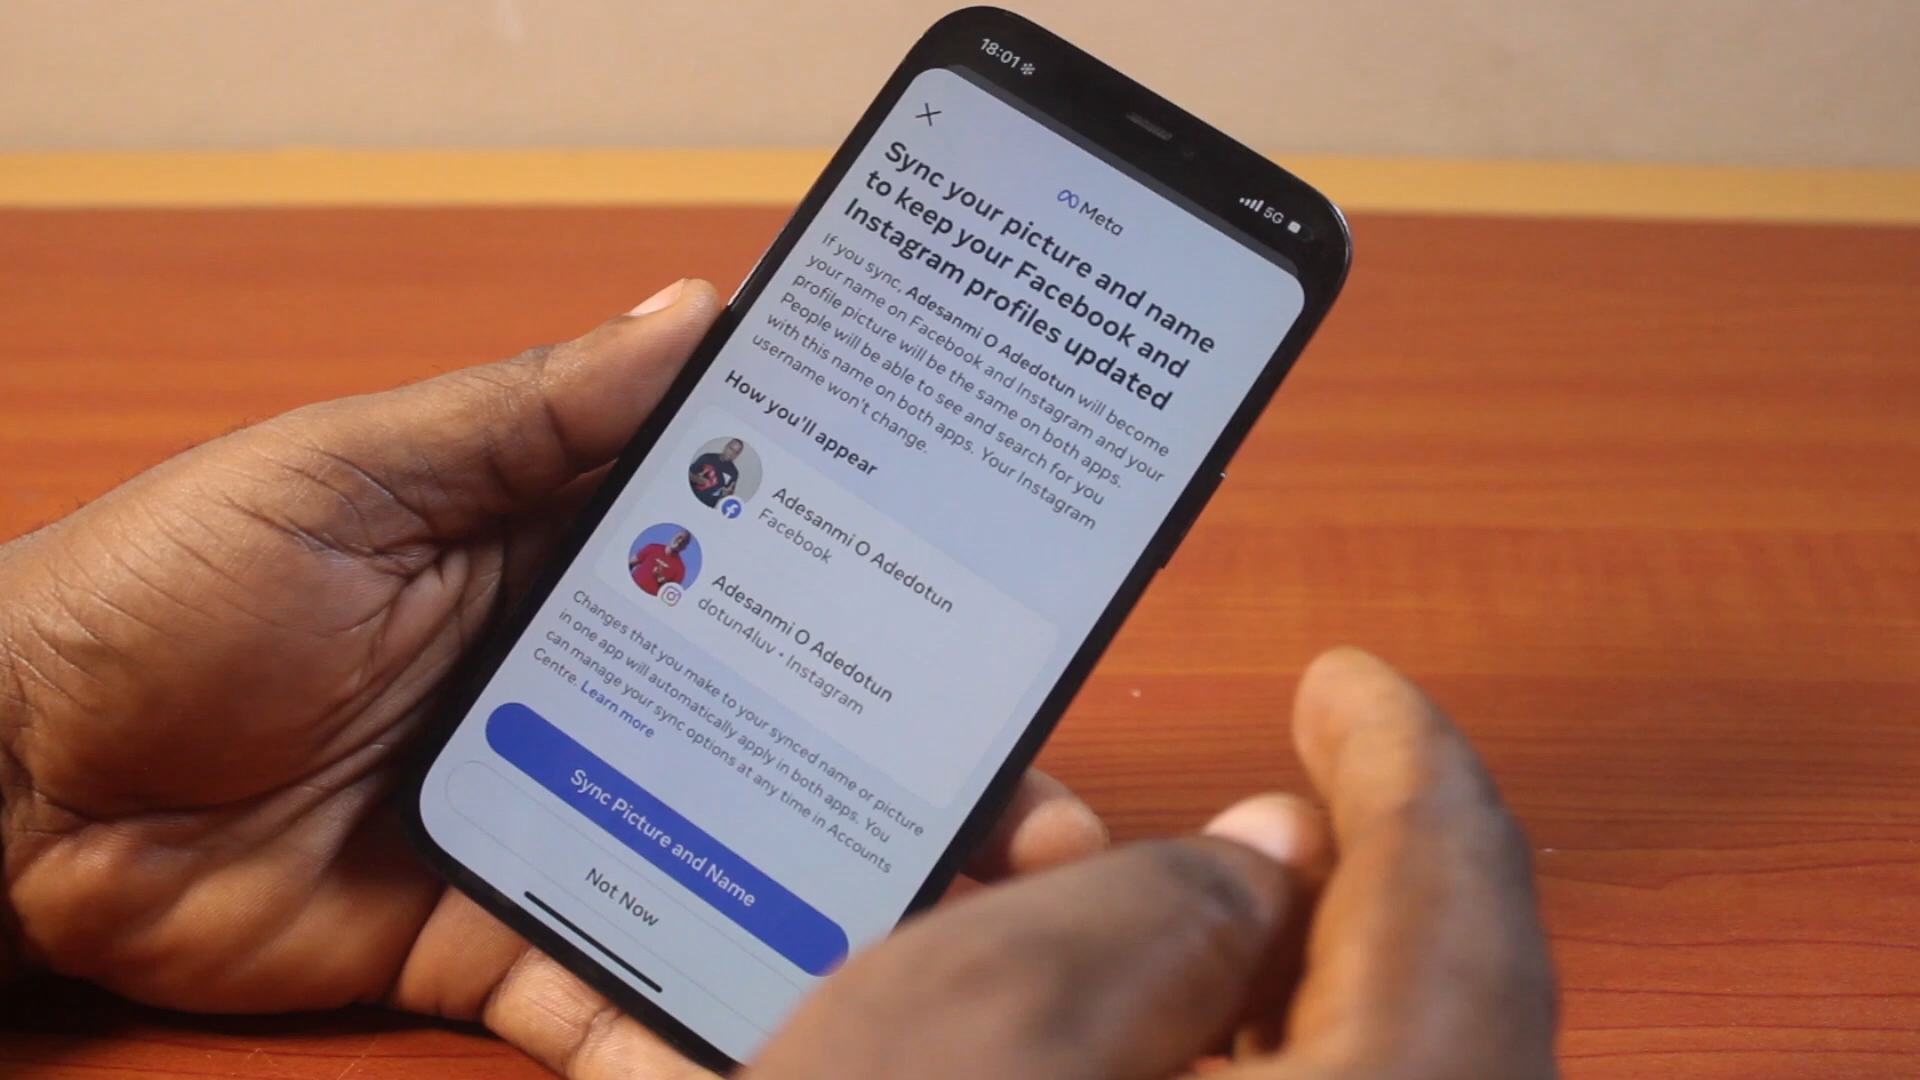 18:01
5G
Meta
Sync your picture and name
to keep your Facebook and
Instagram profiles updated
If you sync, Adesanmi O Adedotun will become
your name on Facebook and Instagram and your
profile picture will be the same on both apps.
People will be able to see and search for you
with this name on both apps. Your Instagram
username won't change.
How you'll appear
Adesanmi O Adedotun
Facebook
Adesanmi O Adedotun
dotun4luv • Instagram
Changes that you make to your synced name or picture
in one app will automatically apply in both apps. You
can manage your sync options at any time in Accounts
Centre. Learn more
Sync Picture and Name
Not Now